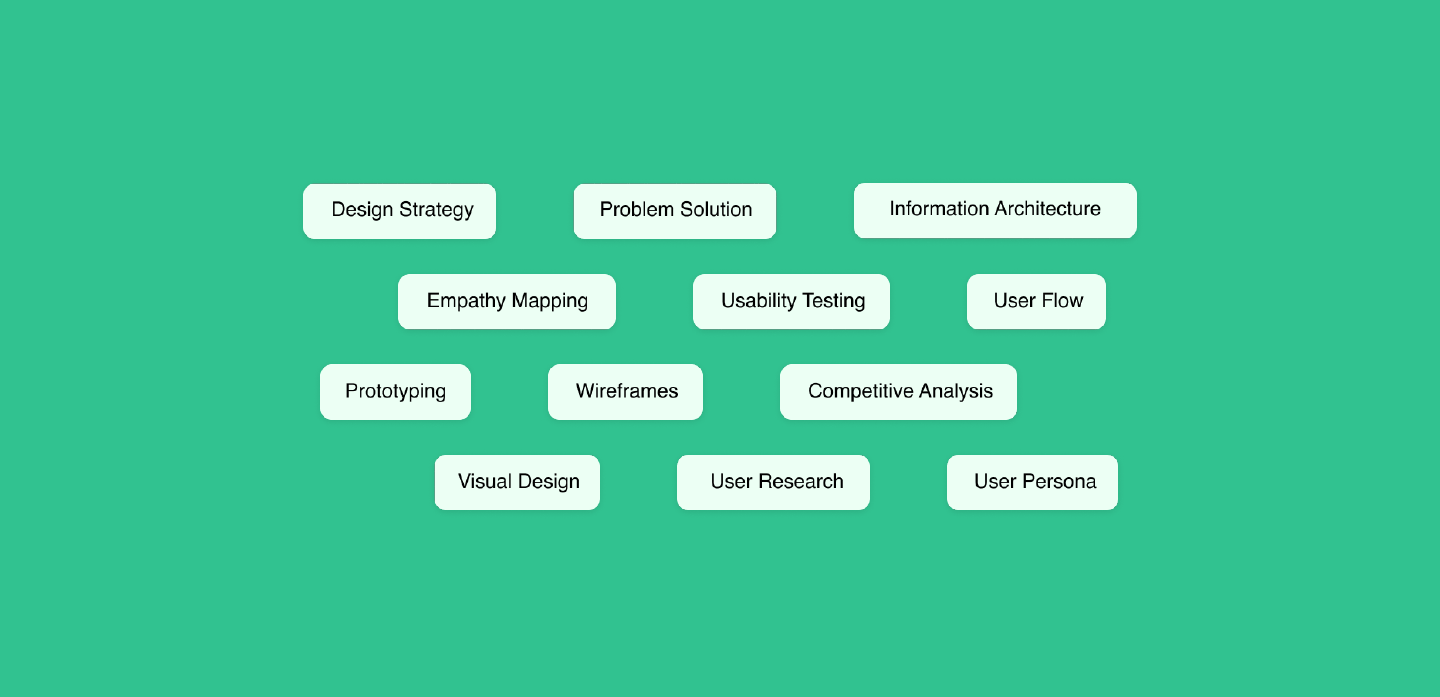 Design Strategy
Problem Solution
Information Architecture
Empathy Mapping
Usability Testing
User Flow
Prototyping
Wireframes
Competitive Analysis
Visual Design
User Research
User Persona